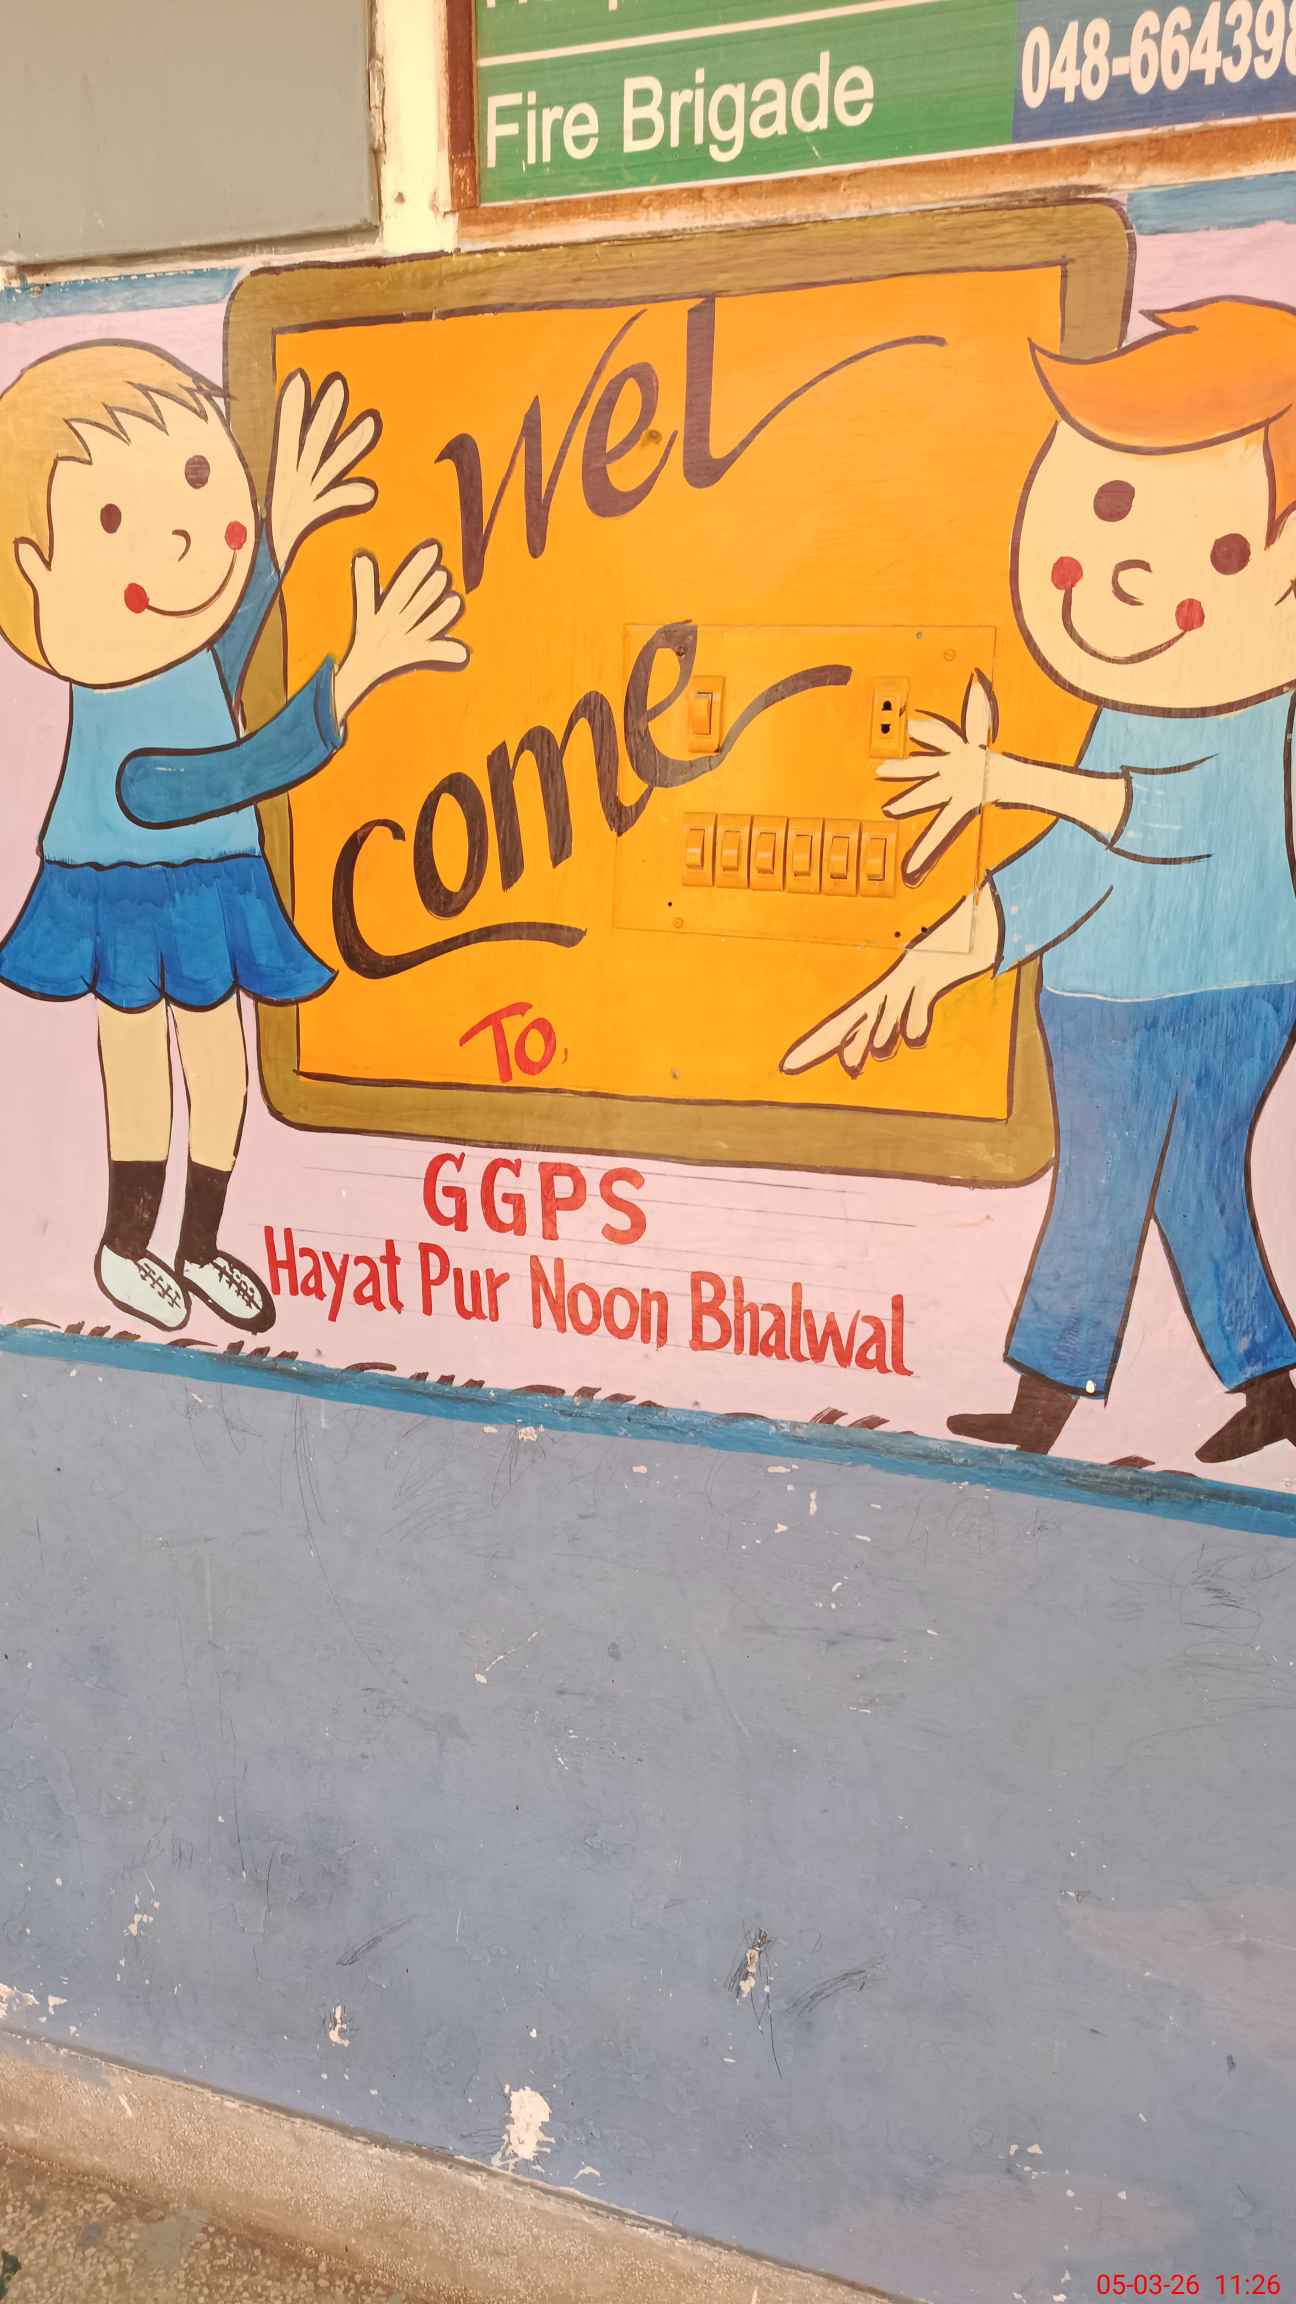 Fire Brigade
048-664398
Wel
come
To
GGPS
Hayat Pur Noon Bhalwal
05-03-26 11:26